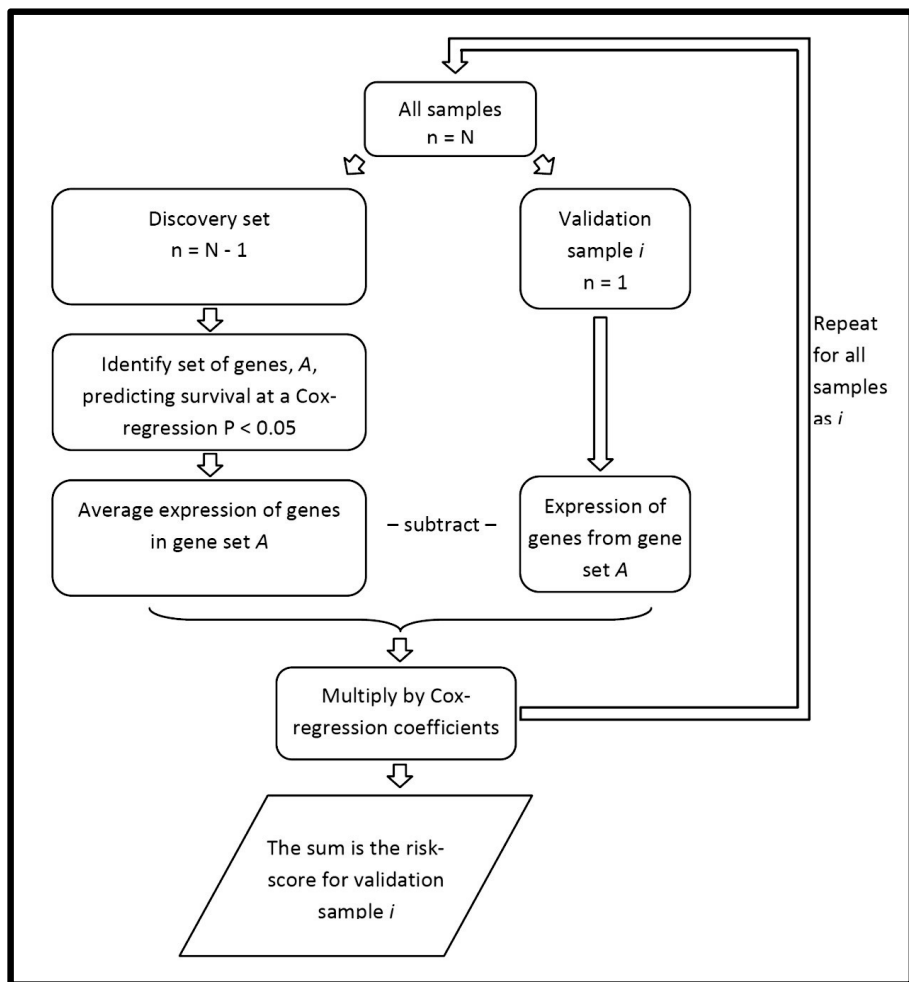 All samples
n = N
Discovery set
n = N - 1
Validation
sample i
n = 1
Identify set of genes, A,
predicting survival at a Cox-
regression P < 0.05
Repeat
for all
samples
as i
Average expression of genes
in gene set A
– subtract –
Expression of
genes from gene
set A
Multiply by Cox-
regression coefficients
The sum is the risk-
score for validation
sample i